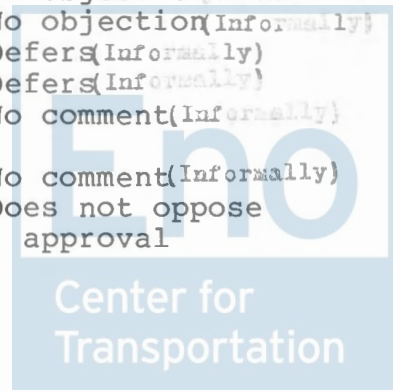 o objection(Informally)
efers(Informally)
efers(Informally)
o comment(Informally)
o comment(Informally)
oes not oppose
approval
Eno
Center for
Transportation